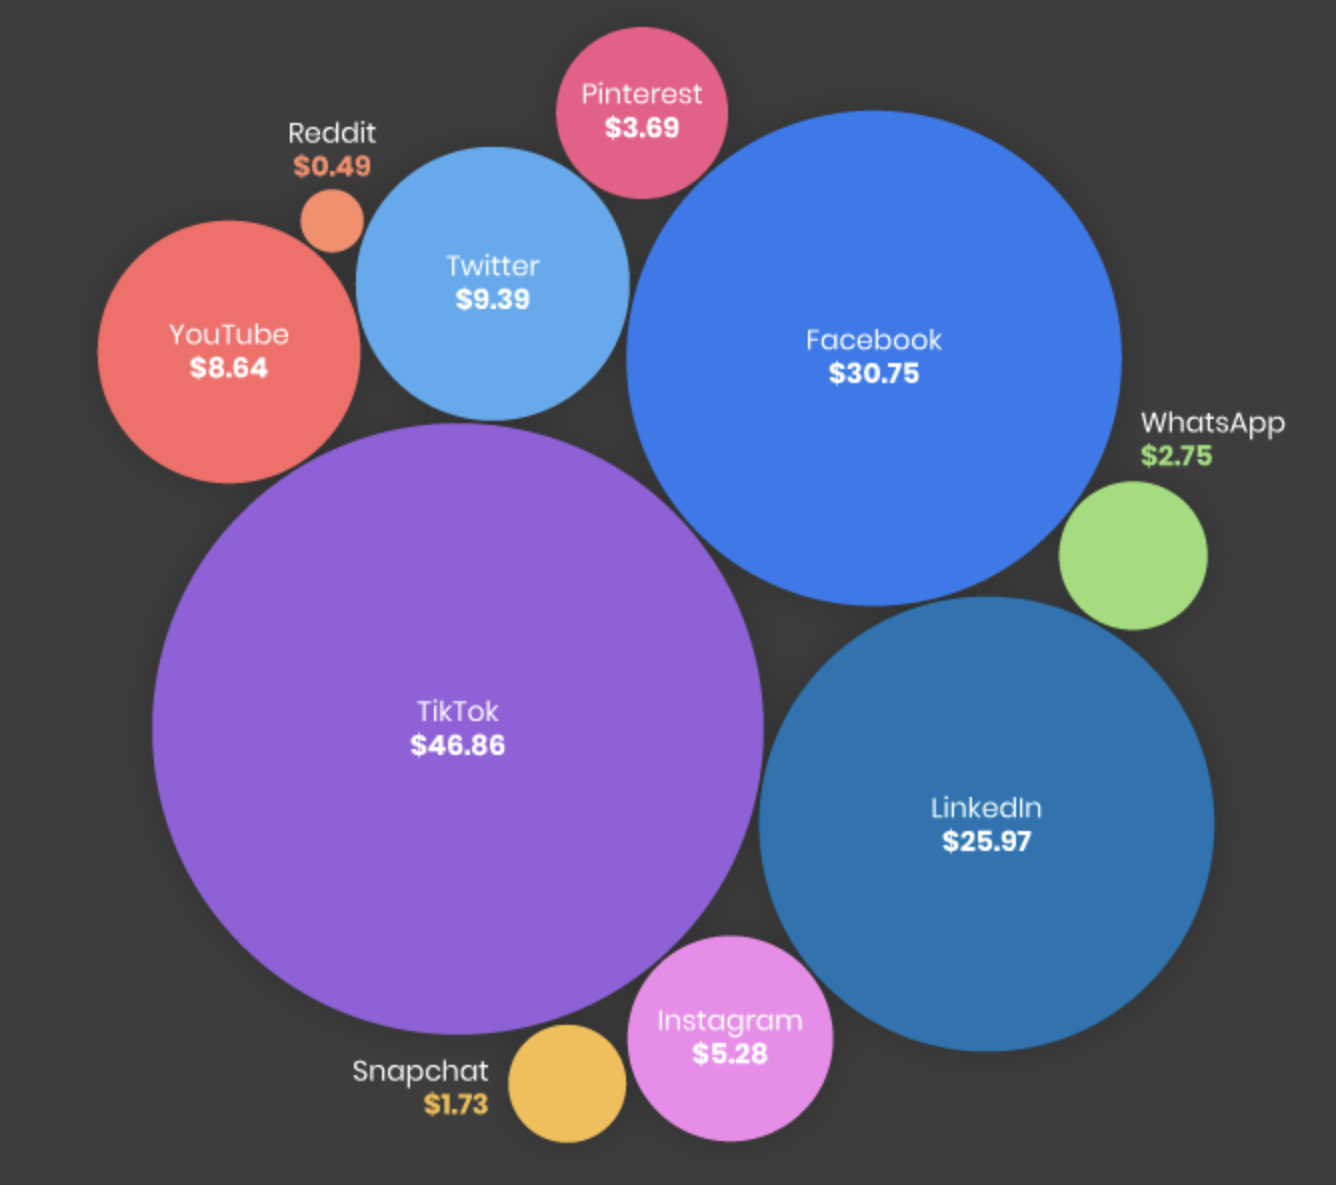 Pinterest
$3.69
Reddit
$0.49
Twitter
$9.39
YouTube
$8.64
Facebook
$30.75
WhatsApp
$2.75
TikTok
$46.86
LinkedIn
$25.97
Instagram
$5.28
Snapchat
$1.73